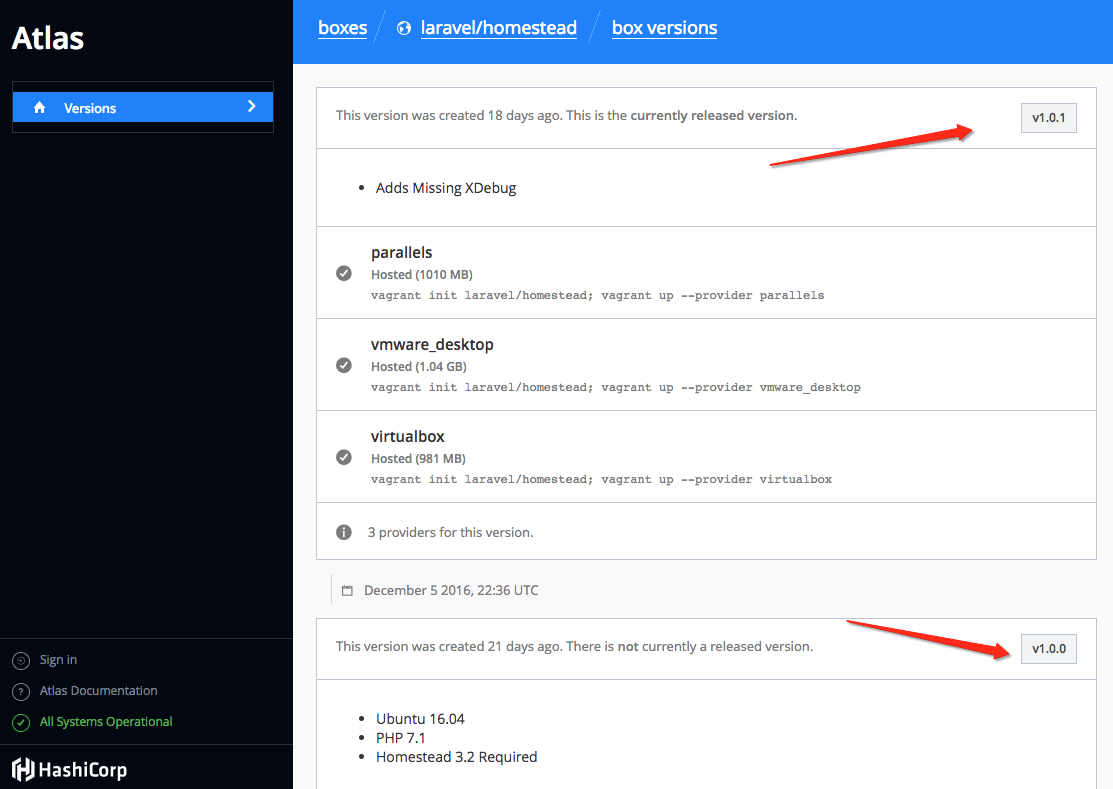 Atlas
Versions
boxes
laravel/homestead
box versions
This version was created 18 days ago. This is the currently released version.
v1.0.1
Adds Missing XDebug
parallels
Hosted (1010 MB)
vagrant init laravel/homestead; vagrant up --provider parallels
vmware_desktop
Hosted (1.04 GB)
vagrant init laravel/homestead; vagrant up --provider vmware_desktop
virtualbox
Hosted (981 MB)
vagrant init laravel/homestead; vagrant up --provider virtualbox
3 providers for this version.
December 5 2016, 22:36 UTC
This version was created 21 days ago. There is not currently a released version.
v1.0.0
Ubuntu 16.04
PHP 7.1
Homestead 3.2 Required
Sign in
Atlas Documentation
All Systems Operational
HashiCorp